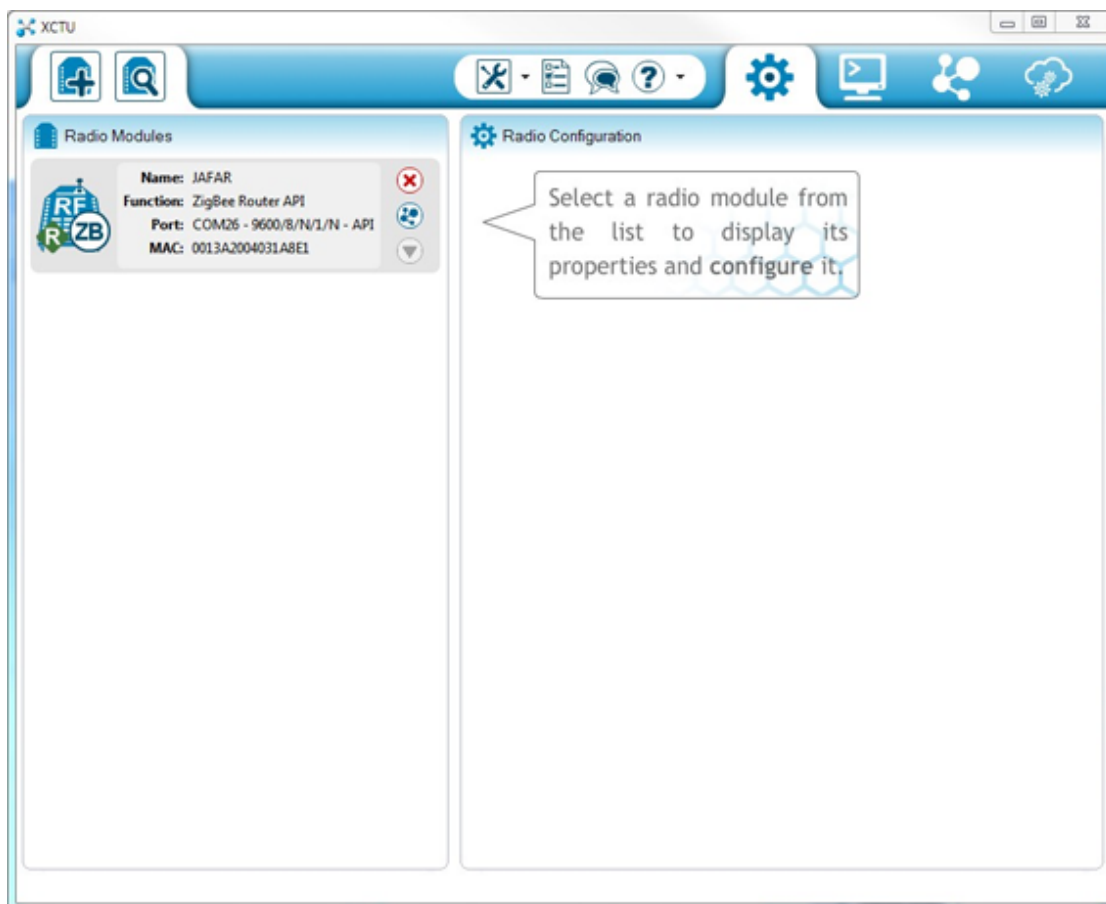 XCTU
Radio Modules
Name: JAFAR
Function: ZigBee Router API
Port: COM26 - 9600/8/N/1/N - API
MAC: 0013A2004031A8E1
RF
R ZB
Radio Configuration
Select a radio module from
the list to display its
properties and configure it.